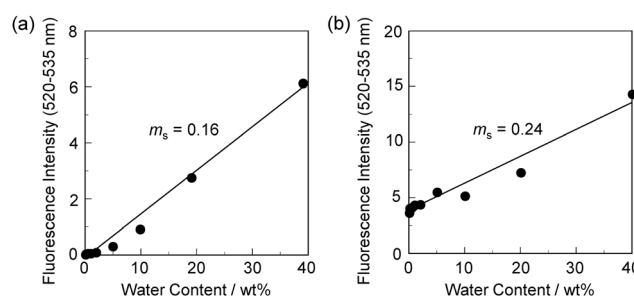 (a)
Fluorescence Intensity (520-535 nm)
8
6
4
2
0
mₛ = 0.16
0 10 20 30 40
Water Content / wt%
(b)
Fluorescence Intensity (520-535 nm)
20
15
10
5
0
mₛ = 0.24
0 10 20 30 40
Water Content / wt%